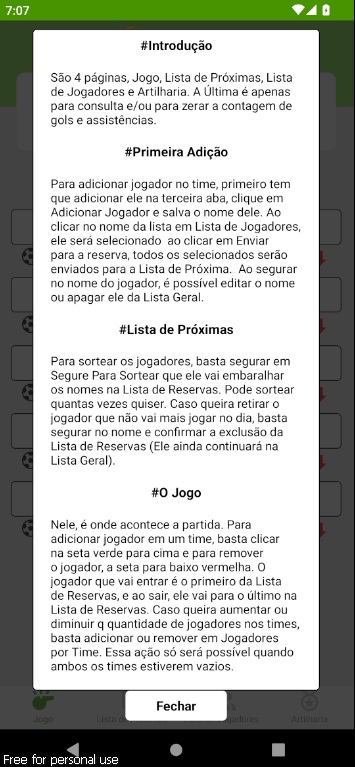 7:07
#Introdução
São 4 páginas, Jogo, Lista de Próximas, Lista
de Jogadores e Artilharia. A Última é apenas
para consulta e/ou para zerar a contagem de
gols e assistências.
#Primeira Adição
Para adicionar jogador no time, primeiro tem
que adicionar ele na terceira aba, clique em
Adicionar Jogador e salva o nome dele. Ao
clicar no nome da lista em Lista de Jogadores,
ele será selecionado ao clicar em Enviar
para a reserva, todos os selecionados serão
enviados para a Lista de Próxima. Ao segurar
no nome do jogador, é possível editar o nome
ou apagar ele da Lista Geral.
#Lista de Próximas
Para sortear os jogadores, basta segurar em
Segure Para Sortear que ele vai embaralhar
os nomes na Lista de Reservas. Pode sortear
quantas vezes quiser. Caso queira retirar o
jogador que não vai mais jogar no dia, basta
segurar no nome e confirmar a exclusão da
Lista de Reservas (Ele ainda continuará na
Lista Geral).
#O Jogo
Nele, é onde acontece a partida. Para
adicionar jogador em um time, basta clicar
na seta verde para cima e para remover
o jogador, a seta para baixo vermelha. O
jogador que vai entrar é o primeiro da Lista
de Reservas, e ao sair, ele vai para o último na
Lista de Reservas. Caso queira aumentar ou
diminuir q quantidade de jogadores nos times,
basta adicionar ou remover em Jogadores
por Time. Essa ação só será possível quando
ambos os times estiverem vazios.
Fechar
Jogo Lista de Artilharia
Free for personal use